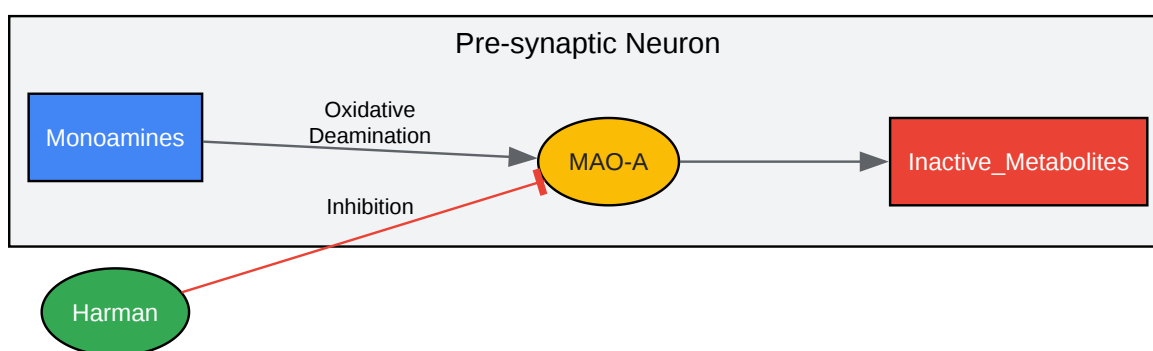 Pre-synaptic Neuron
Monoamines
Oxidative
Deamination
MAO-A
Inactive_Metabolites
Inhibition
Harman